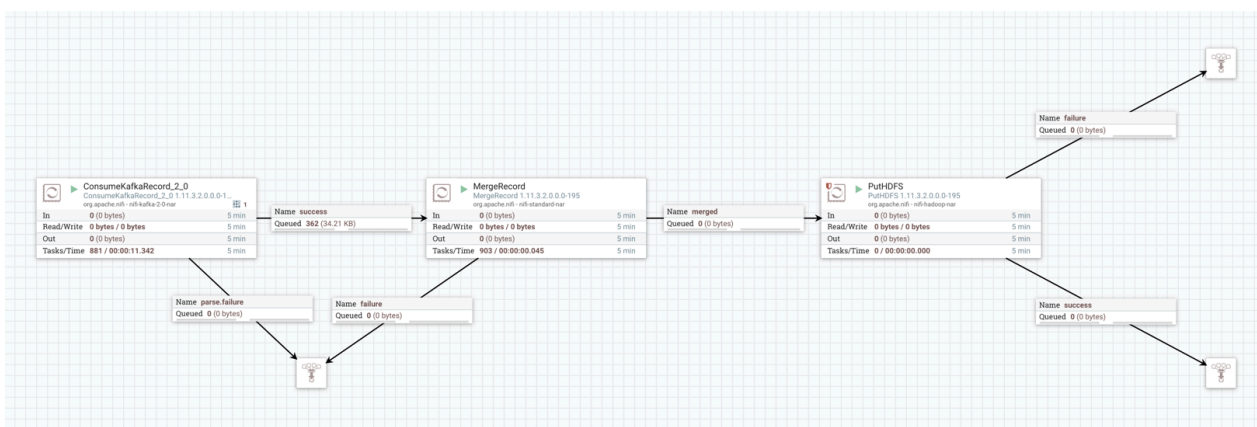 Name failure
Queued 0 (0 bytes)
ConsumeKafkaRecord_2_0
ConsumeKafkaRecord_2_0 1.11.3.2.0.0.0-1...
org.apache.nifi - nifi-kafka-2-0-nar
1
In 0 (0 bytes) 5 min
Read/Write 0 bytes / 0 bytes 5 min
Out 0 (0 bytes) 5 min
Tasks/Time 881 / 00:00:11.342 5 min
Name success
Queued 362 (34.21 KB)
MergeRecord
MergeRecord 1.11.3.2.0.0.0-195
org.apache.nifi - nifi-standard-nar
In 0 (0 bytes) 5 min
Read/Write 0 bytes / 0 bytes 5 min
Out 0 (0 bytes) 5 min
Tasks/Time 903 / 00:00:00.045 5 min
Name merged
Queued 0 (0 bytes)
PutHDFS
PutHDFS 1.11.3.2.0.0.0-195
org.apache.nifi - nifi-hadoop-nar
In 0 (0 bytes) 5 min
Read/Write 0 bytes / 0 bytes 5 min
Out 0 (0 bytes) 5 min
Tasks/Time 0 / 00:00:00.000 5 min
Name parse.failure
Queued 0 (0 bytes)
Name failure
Queued 0 (0 bytes)
Name success
Queued 0 (0 bytes)